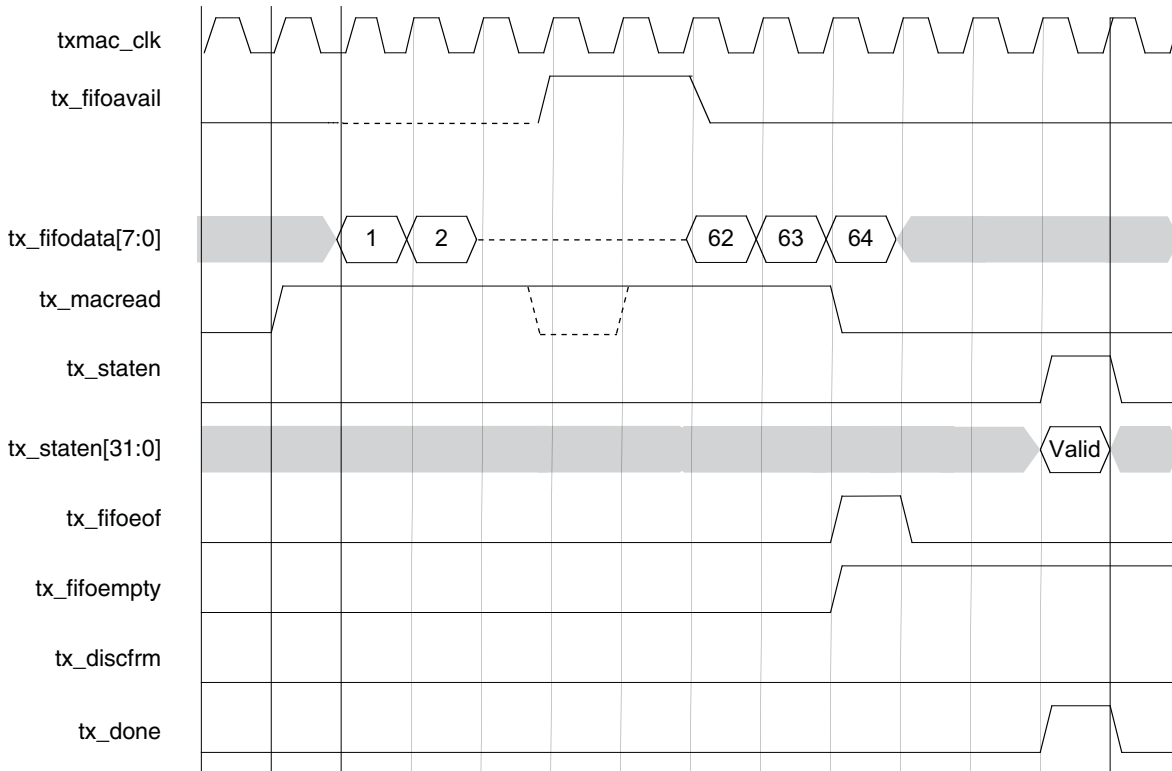 txmac_clk
tx_fifoavail
tx_fifodata[7:0]
1 2 62 63 64
tx_macread
tx_staten
tx_staten[31:0]
Valid
tx_fifoeof
tx_fifoempty
tx_discfrm
tx_done